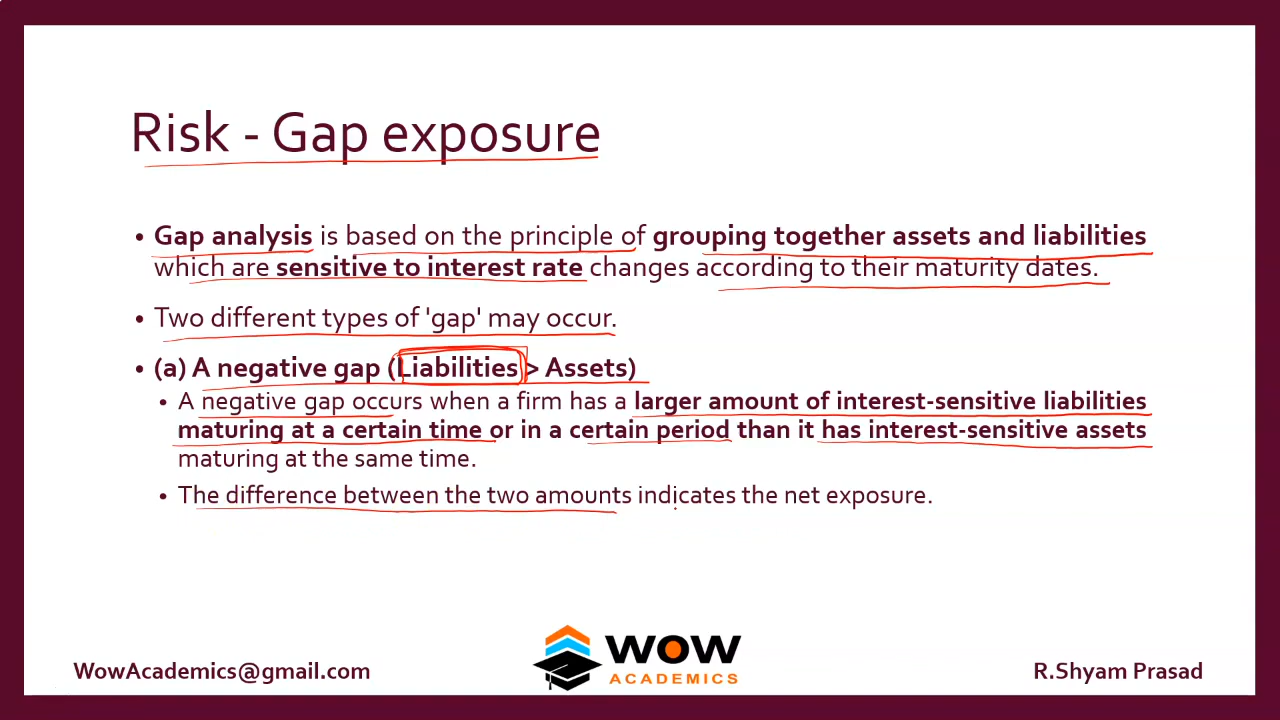 Risk - Gap exposure
• Gap analysis is based on the principle of grouping together assets and liabilities
which are sensitive to interest rate changes according to their maturity dates.
• Two different types of 'gap' may occur.
• (a) A negative gap (Liabilities > Assets)
• A negative gap occurs when a firm has a larger amount of interest-sensitive liabilities
maturing at a certain time or in a certain period than it has interest-sensitive assets
maturing at the same time.
• The difference between the two amounts indicates the net exposure.
WowAcademics@gmail.com
WOW
ACADEMICS
R.Shyam Prasad